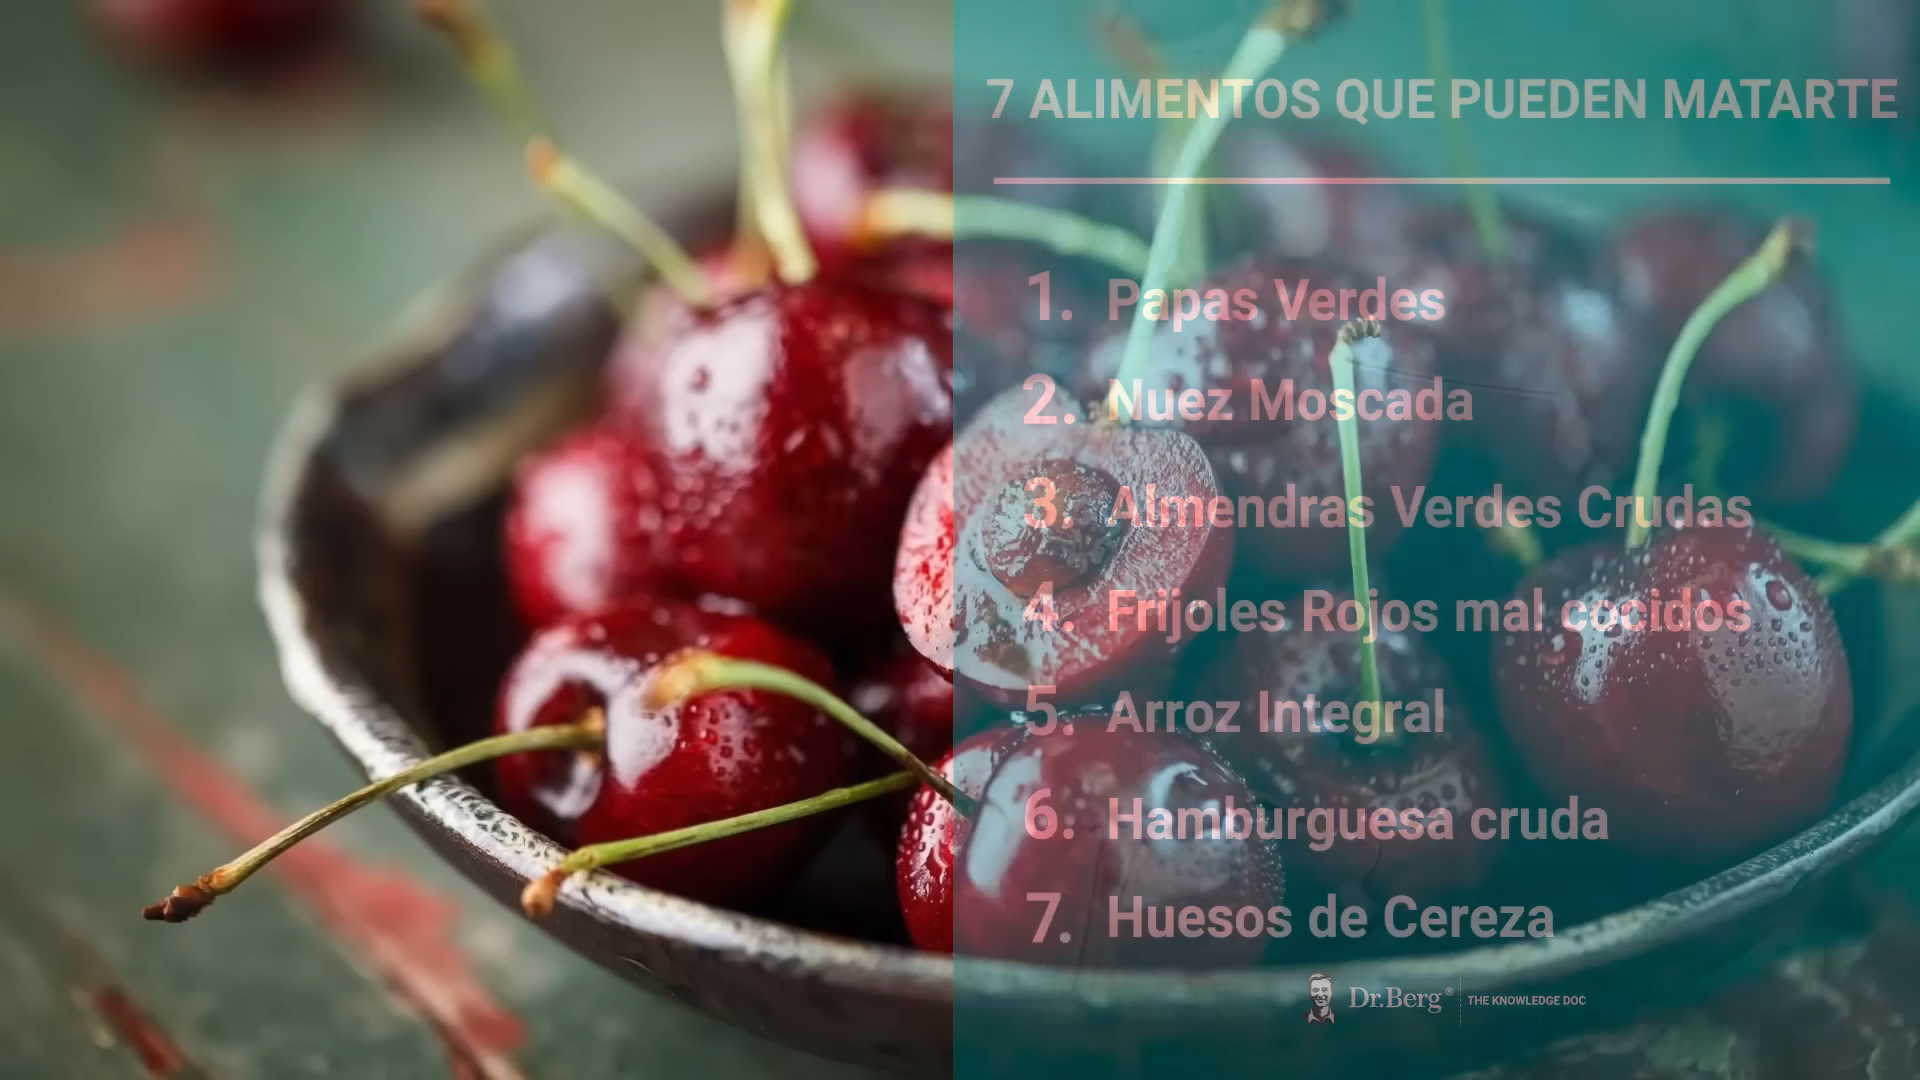 7 ALIMENTOS QUE PUEDEN MATARTE
1. Papas Verdes
2. Nuez Moscada
3. Almendras Verdes Crudas
4. Frijoles Rojos mal cocidos
5. Arroz Integral
6. Hamburguesa cruda
7. Huesos de Cereza
Dr.Berg® THE KNOWLEDGE DOC